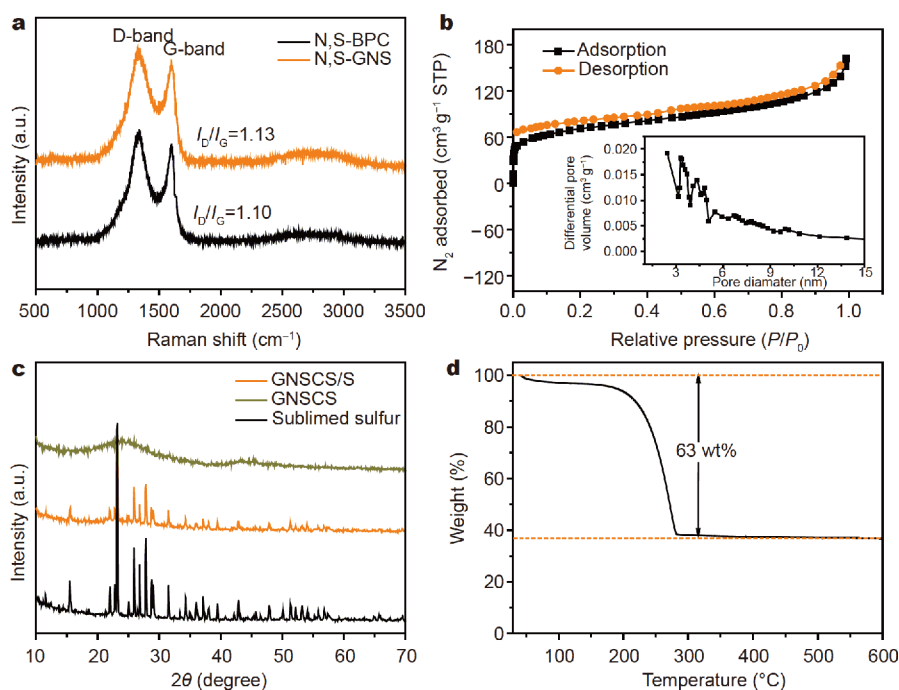 a
D-band
G-band
N,S-BPC
N,S-GNS
I_D/I_G=1.13
I_D/I_G=1.10
Intensity (a.u.)
500 1000 1500 2000 2500 3000 3500
Raman shift (cm⁻¹)
b
Adsorption
Desorption
N₂ adsorbed (cm³ g⁻¹ STP)
180
120
60
0
−60
−120
0.0 0.2 0.4 0.6 0.8 1.0
Relative pressure (P/P₀)
Differential pore
volume (cm³ g⁻¹)
0.020
0.015
0.010
0.005
0.000
3 6 9 12 15
Pore diamater (nm)
c
GNSCS/S
GNSCS
Sublimed sulfur
Intensity (a.u.)
10 20 30 40 50 60 70
2θ (degree)
d
63 wt%
Weight (%)
100
80
60
40
20
0
100 200 300 400 500 600
Temperature (°C)